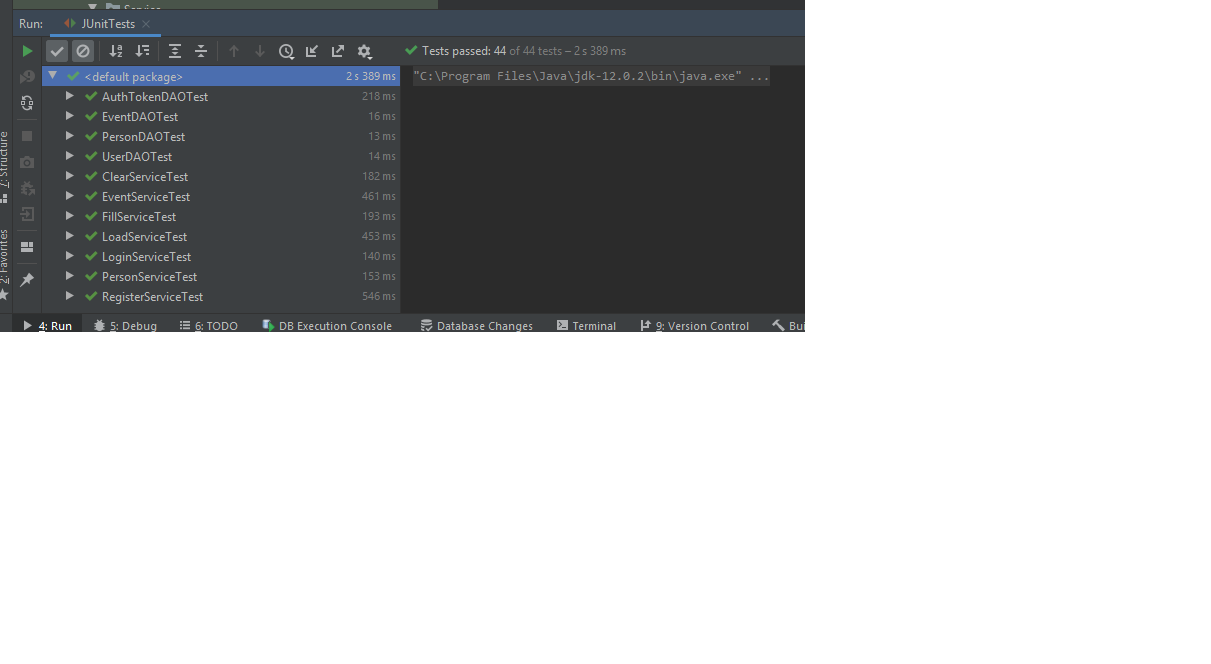 Service
Run: JUnitTests
Tests passed: 44 of 44 tests – 2 s 389 ms
<default package> 2 s 389 ms
"C:\Program Files\Java\jdk-12.0.2\bin\java.exe" ...
AuthTokenDAOTest 218 ms
EventDAOTest 16 ms
PersonDAOTest 13 ms
UserDAOTest 14 ms
ClearServiceTest 182 ms
EventServiceTest 461 ms
FillServiceTest 193 ms
LoadServiceTest 453 ms
LoginServiceTest 140 ms
PersonServiceTest 153 ms
RegisterServiceTest 546 ms
7: Structure
2: Favorites
4: Run 5: Debug 6: TODO DB Execution Console Database Changes Terminal 9: Version Control